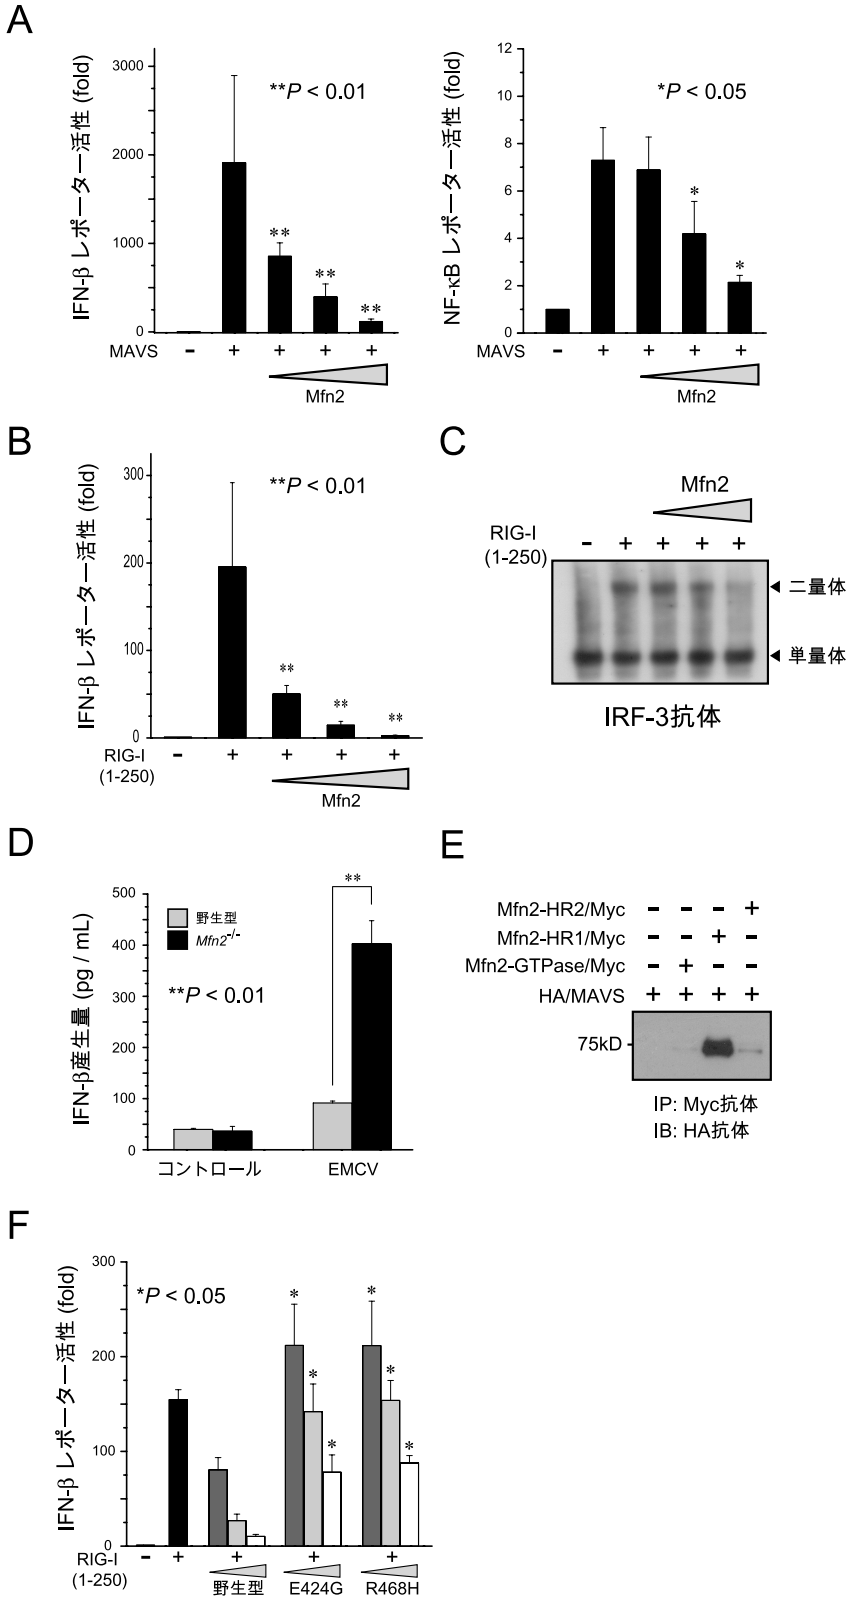 A
IFN-β レポーター活性 (fold)
3000
2000
1000
0
**P < 0.01
**
**
**
MAVS - + + + +
Mfn2
NF-κB レポーター活性 (fold)
12
10
8
6
4
2
0
*P < 0.05
*
*
MAVS - + + + +
Mfn2
B
IFN-β レポーター活性 (fold)
300
200
100
0
**P < 0.01
**
**
**
RIG-I - + + + +
(1-250)
Mfn2
C
Mfn2
RIG-I - + + + +
(1-250)
◀ 二量体
◀ 単量体
IRF-3抗体
D
IFN-β産生量 (pg / mL)
500
400
300
200
100
0
野生型
Mfn2-/-
**P < 0.01
**
コントロール EMCV
E
Mfn2-HR2/Myc - - - +
Mfn2-HR1/Myc - - + -
Mfn2-GTPase/Myc - + - -
HA/MAVS + + + +
75kD
IP: Myc抗体
IB: HA抗体
F
IFN-β レポーター活性 (fold)
300
200
100
0
*P < 0.05
* * *
* * *
RIG-I - + + + +
(1-250)
野生型 E424G R468H